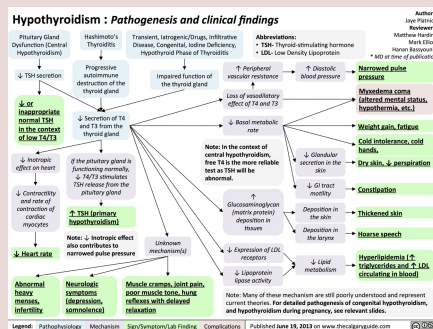 Hypothyroidism : Pathogenesis and clinical findings
Author
Jaye Platnic
Reviewer
Matthew Hardin
Mark Ellio
Hanan Bassyoun
* MD at time of publicatio
Pituitary Gland
Dysfunction (Central
Hypothyroidism)
Hashimoto's
Thyroiditis
Transient, Iatrogenic/Drugs, Infiltrative
Disease, Congenital, Iodine Deficiency,
Hypothyroid Phase of Thyroiditis
Abbreviations:
• TSH- Thyroid-stimulating hormone
• LDL- Low Density Lipoprotein
↓ TSH secretion
Progressive
autoimmune
destruction of the
thyroid gland
Impaired function of
the thyroid gland
↑ Peripheral
vascular resistance
↑ Diastolic
blood pressure
Narrowed pulse
pressure
↓ or
inappropriate
normal TSH
in the context
of low T4/T3
↓ Secretion of T4
and T3 from the
thyroid gland
Loss of vasodilatory
effect of T4 and T3
↓ Basal metabolic
rate
Myxedema coma
(altered mental status,
hypothermia, etc.)
Weight gain, fatigue
Cold intolerance, cold
hands,
Dry skin, ↓ perspiration,
↓ Inotropic
effect on heart
If the pituitary gland is
functioning normally,
↓ T4/T3 stimulates
TSH release from the
pituitary gland
Note: In the context of
central hypothyroidism,
free T4 is the more reliable
test as TSH will be
abnormal.
↓ Glandular
secretion in the
skin
↓ GI tract
motility
Constipation
↓ Contractility
and rate of
contraction of
cardiac
myocytes
↑ TSH (primary
hypothyroidism)
↑
Glucosaminoglycan
(matrix protein)
deposition in
tissues
Deposition in
the skin
Thickened skin
Deposition in
the larynx
Hoarse speech
↓ Heart rate
Note: ↓ Inotropic effect
also contributes to
narrowed pulse pressure
Unknown
mechanism(s)
↓ Expression of LDL
receptors
↓ Lipoprotein
lipase activity
↓ Lipid
metabolism
Hyperlipidemia (↑
triglycerides and ↑ LDL
circulating in blood)
Abnormal
heavy
menses,
infertility
Neurologic
symptoms
(depression,
somnolence)
Muscle cramps, joint pain,
poor muscle tone, hung
reflexes with delayed
relaxation
Note: Many of these mechanism are still poorly understood and represent
current theories. For detailed pathogenesis of congenital hypothyroidism,
and hypothyroidism during pregnancy, see relevant slides.
Legend: Pathophysiology Mechanism Sign/Symptom/Lab Finding Complications Published June 19, 2013 on www.thecalgaryguide.com